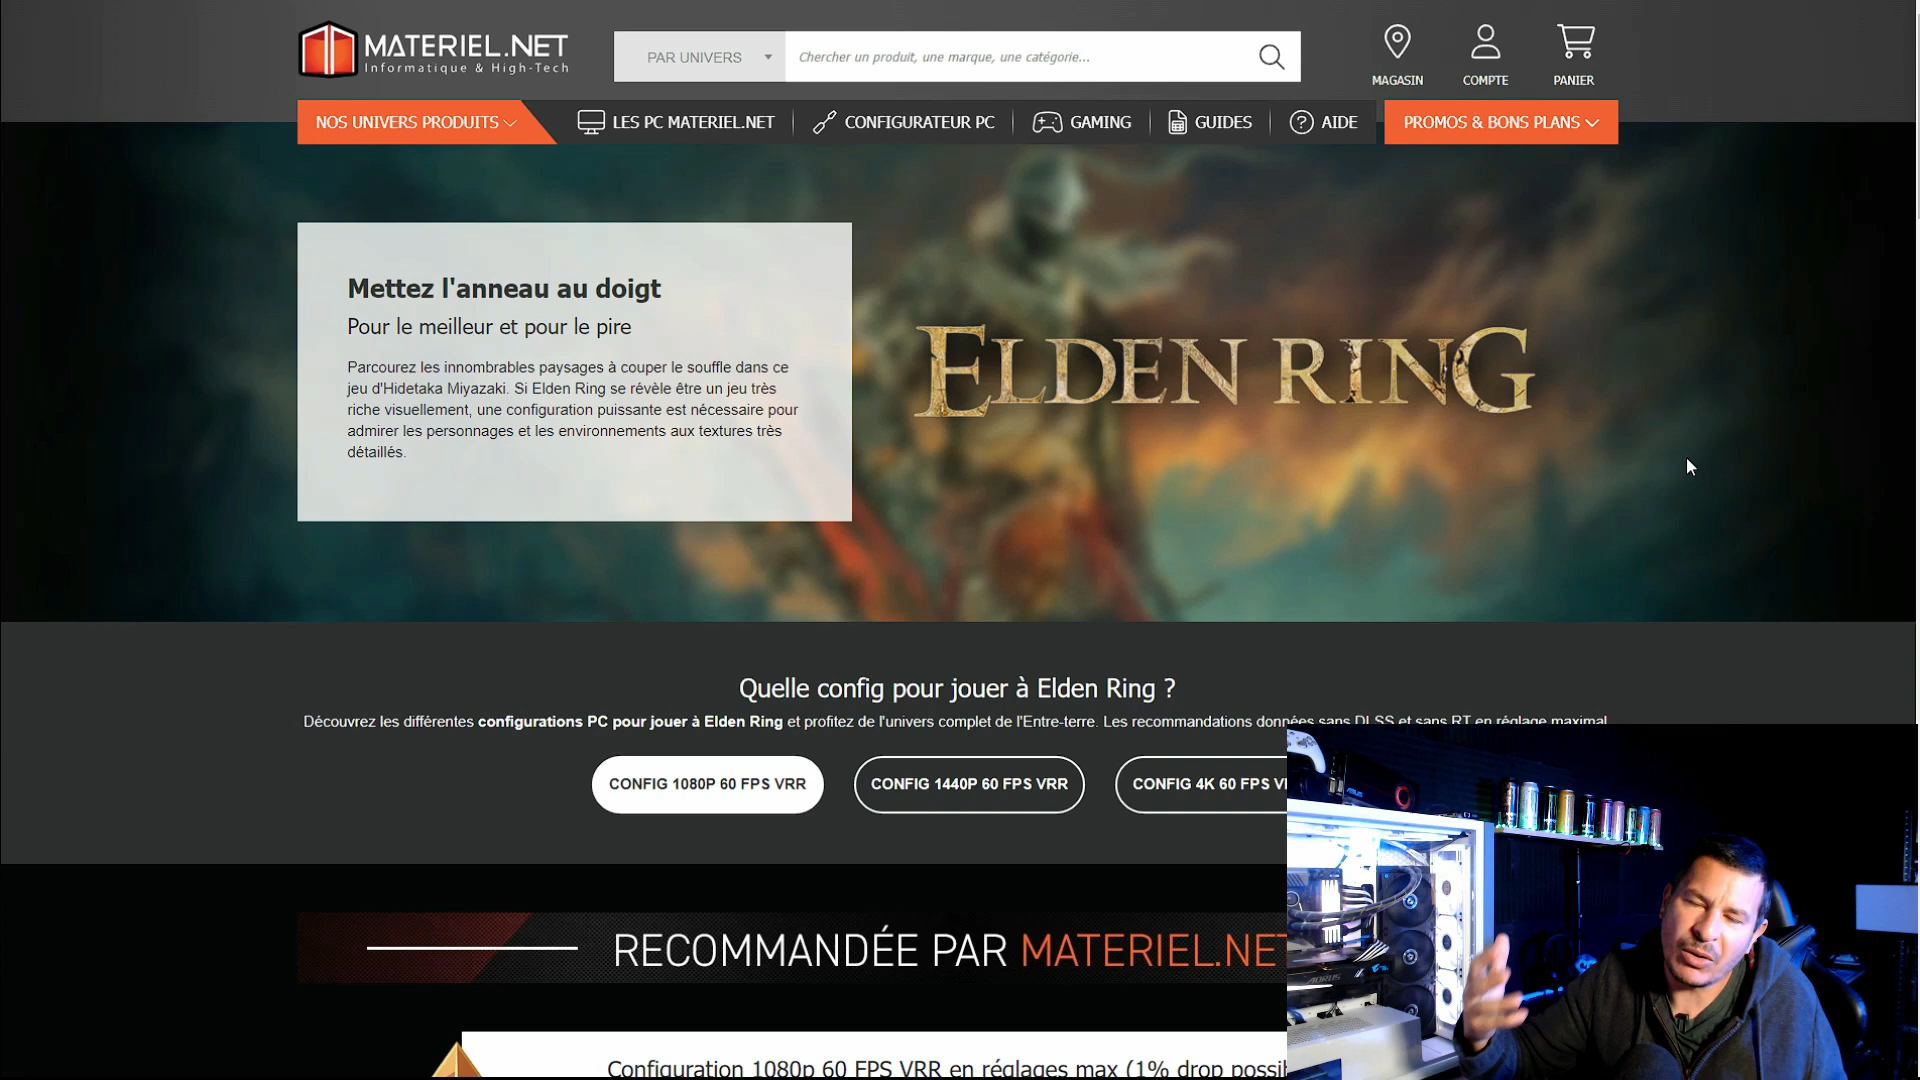 MATERIEL.NET
Informatique & High-Tech
PAR UNIVERS
Chercher un produit, une marque, une catégorie...
MAGASIN
COMPTE
PANIER
NOS UNIVERS PRODUITS
LES PC MATERIEL.NET
CONFIGURATEUR PC
GAMING
GUIDES
AIDE
PROMOS & BONS PLANS
Mettez l'anneau au doigt
Pour le meilleur et pour le pire
Parcourez les innombrables paysages à couper le souffle dans ce
jeu d'Hidetaka Miyazaki. Si Elden Ring se révèle être un jeu très
riche visuellement, une configuration puissante est nécessaire pour
admirer les personnages et les environnements aux textures très
détaillés.
ELDEN RING
Quelle config pour jouer à Elden Ring ?
Découvrez les différentes configurations PC pour jouer à Elden Ring et profitez de l'univers complet de l'Entre-terre. Les recommandations données sans DLSS et sans RT en réglage maximal
CONFIG 1080P 60 FPS VRR
CONFIG 1440P 60 FPS VRR
CONFIG 4K 60 FPS
RECOMMANDÉE PAR MATERIEL.NET
Configuration 1080p 60 FPS VRR en réglages max (1% drop possi
AORUS